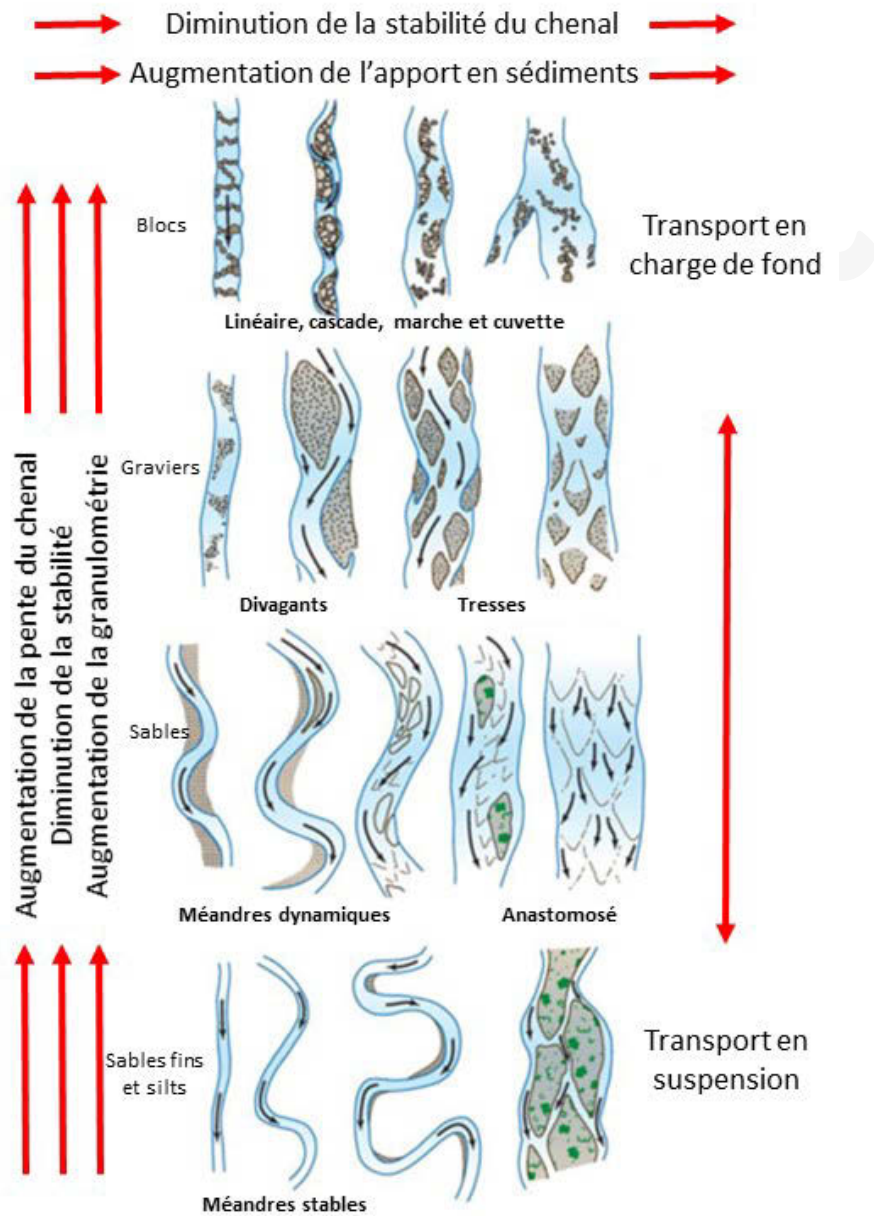 Diminution de la stabilité du chenal
Augmentation de l'apport en sédiments
Blocs
Transport en
charge de fond
Linéaire, cascade, marche et cuvette
Graviers
Divagants
Tresses
Augmentation de la pente du chenal
Diminution de la stabilité
Augmentation de la granulométrie
Sables
Méandres dynamiques
Anastomosé
Sables fins
et silts
Transport en
suspension
Méandres stables